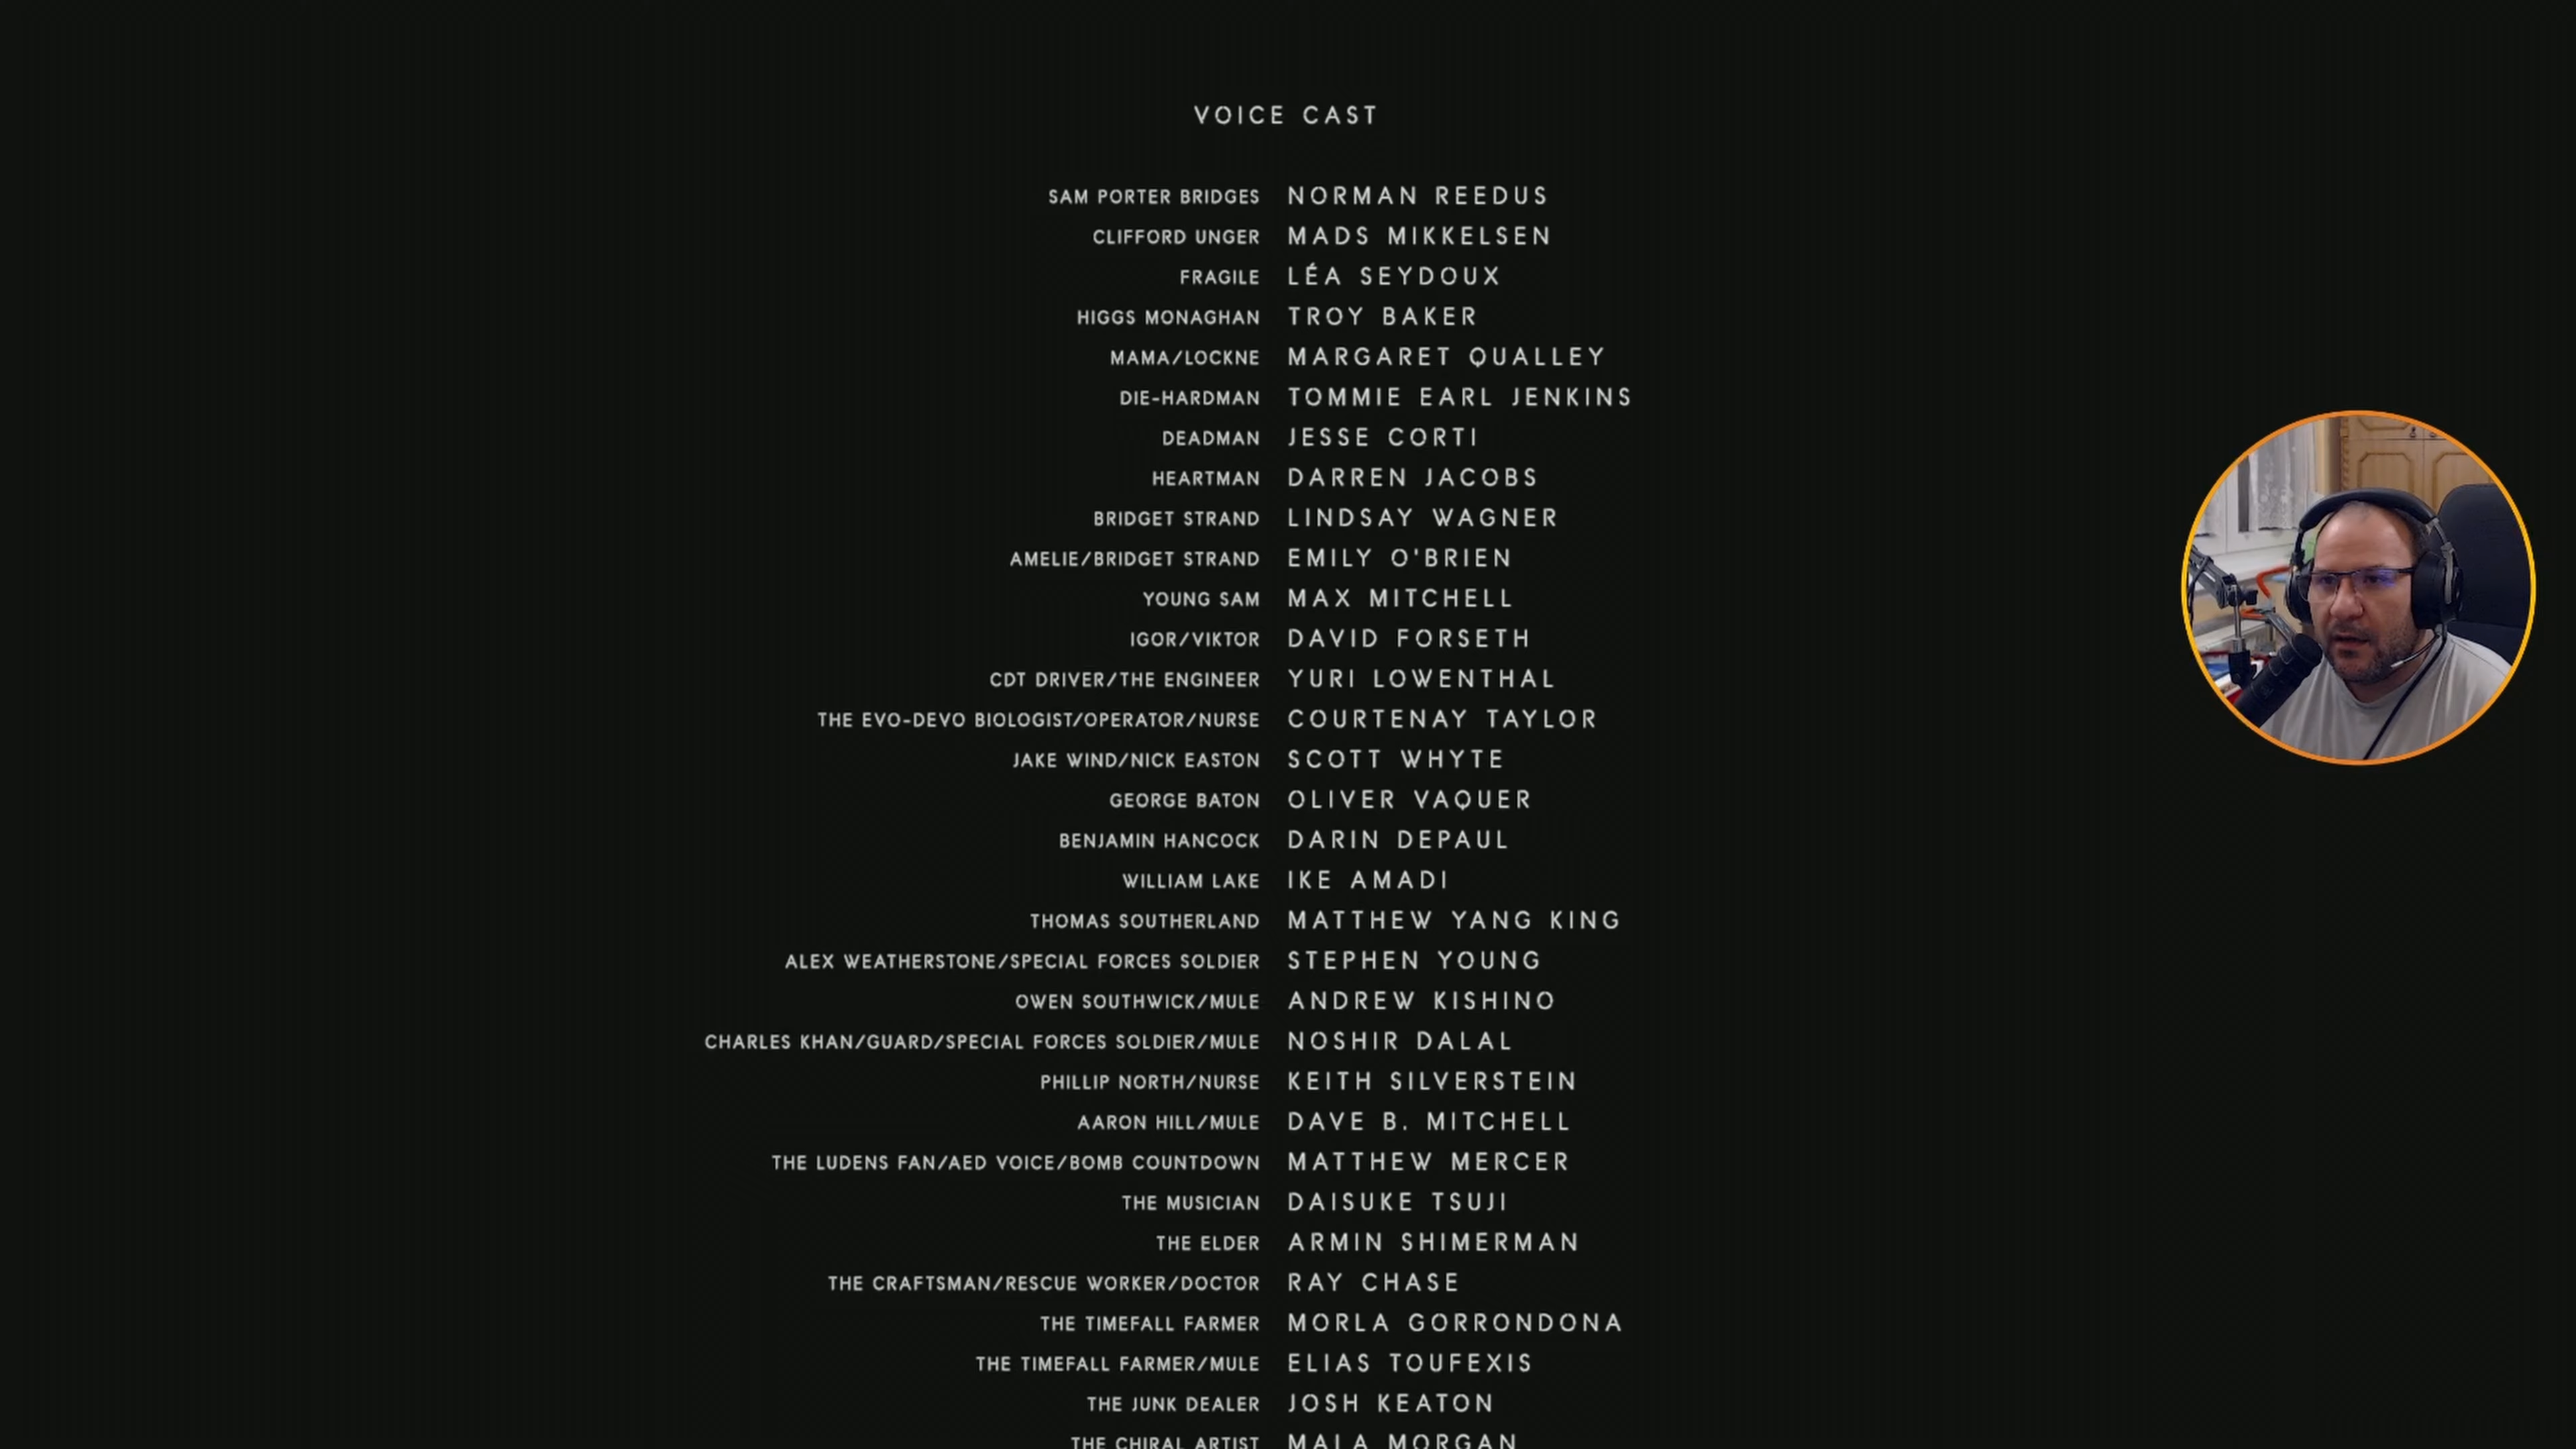 VOICE CAST
SAM PORTER BRIDGES NORMAN REEDUS
CLIFFORD UNGER MADS MIKKELSEN
FRAGILE LÉA SEYDOUX
HIGGS MONAGHAN TROY BAKER
MAMA/LOCKNE MARGARET QUALLEY
DIE-HARDMAN TOMMIE EARL JENKINS
DEADMAN JESSE CORTI
HEARTMAN DARREN JACOBS
BRIDGET STRAND LINDSAY WAGNER
AMELIE/BRIDGET STRAND EMILY O'BRIEN
YOUNG SAM MAX MITCHELL
IGOR/VIKTOR DAVID FORSETH
CDT DRIVER/THE ENGINEER YURI LOWENTHAL
THE EVO-DEVO BIOLOGIST/OPERATOR/NURSE COURTENAY TAYLOR
JAKE WIND/NICK EASTON SCOTT WHYTE
GEORGE BATON OLIVER VAQUER
BENJAMIN HANCOCK DARIN DEPAUL
WILLIAM LAKE IKE AMADI
THOMAS SOUTHERLAND MATTHEW YANG KING
ALEX WEATHERSTONE/SPECIAL FORCES SOLDIER STEPHEN YOUNG
OWEN SOUTHWICK/MULE ANDREW KISHINO
CHARLES KHAN/GUARD/SPECIAL FORCES SOLDIER/MULE NOSHIR DALAL
PHILLIP NORTH/NURSE KEITH SILVERSTEIN
AARON HILL/MULE DAVE B. MITCHELL
THE LUDENS FAN/AED VOICE/BOMB COUNTDOWN MATTHEW MERCER
THE MUSICIAN DAISUKE TSUJI
THE ELDER ARMIN SHIMERMAN
THE CRAFTSMAN/RESCUE WORKER/DOCTOR RAY CHASE
THE TIMEFALL FARMER MORLA GORRONDONA
THE TIMEFALL FARMER/MULE ELIAS TOUFEXIS
THE JUNK DEALER JOSH KEATON
THE CHIRAL ARTIST MALA MORGAN